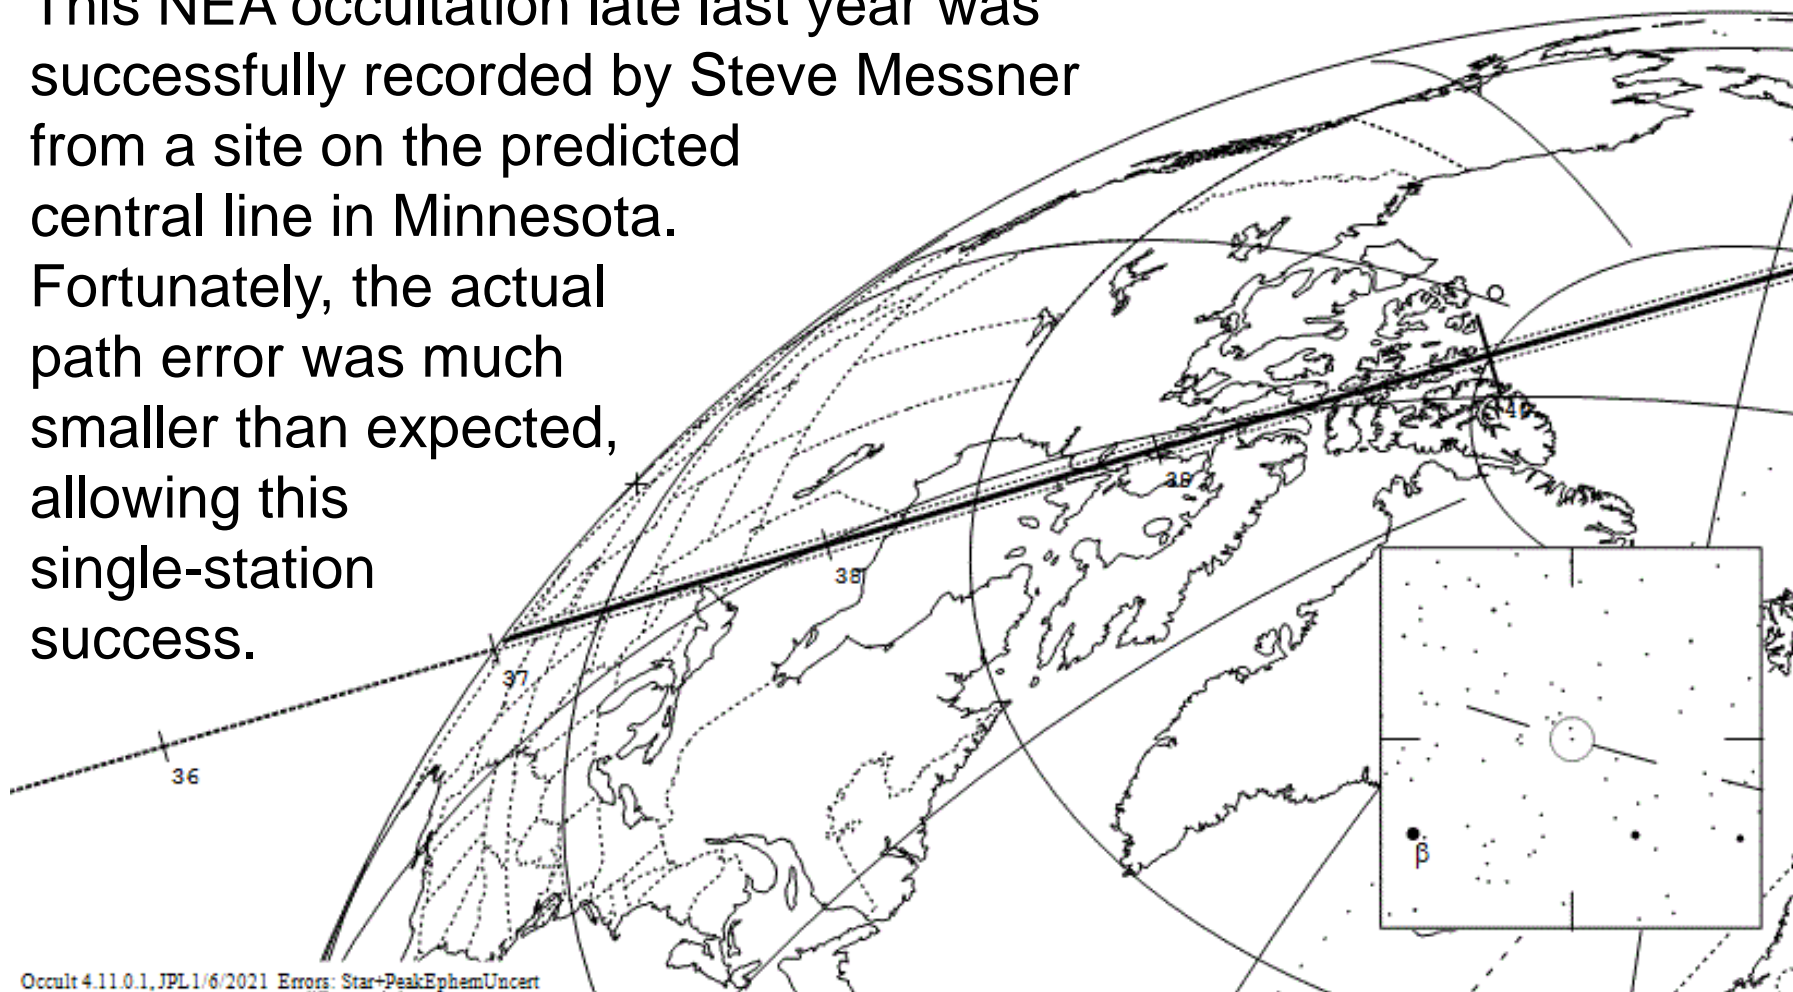 This NEA occultation late last year was
successfully recorded by Steve Messner
from a site on the predicted
central line in Minnesota.
Fortunately, the actual
path error was much
smaller than expected,
allowing this
single-station
success.
36
37
38
39
40
β
Occult 4.11.0.1, JPL1/6/2021 Errors: Star+PeakEphemUncert